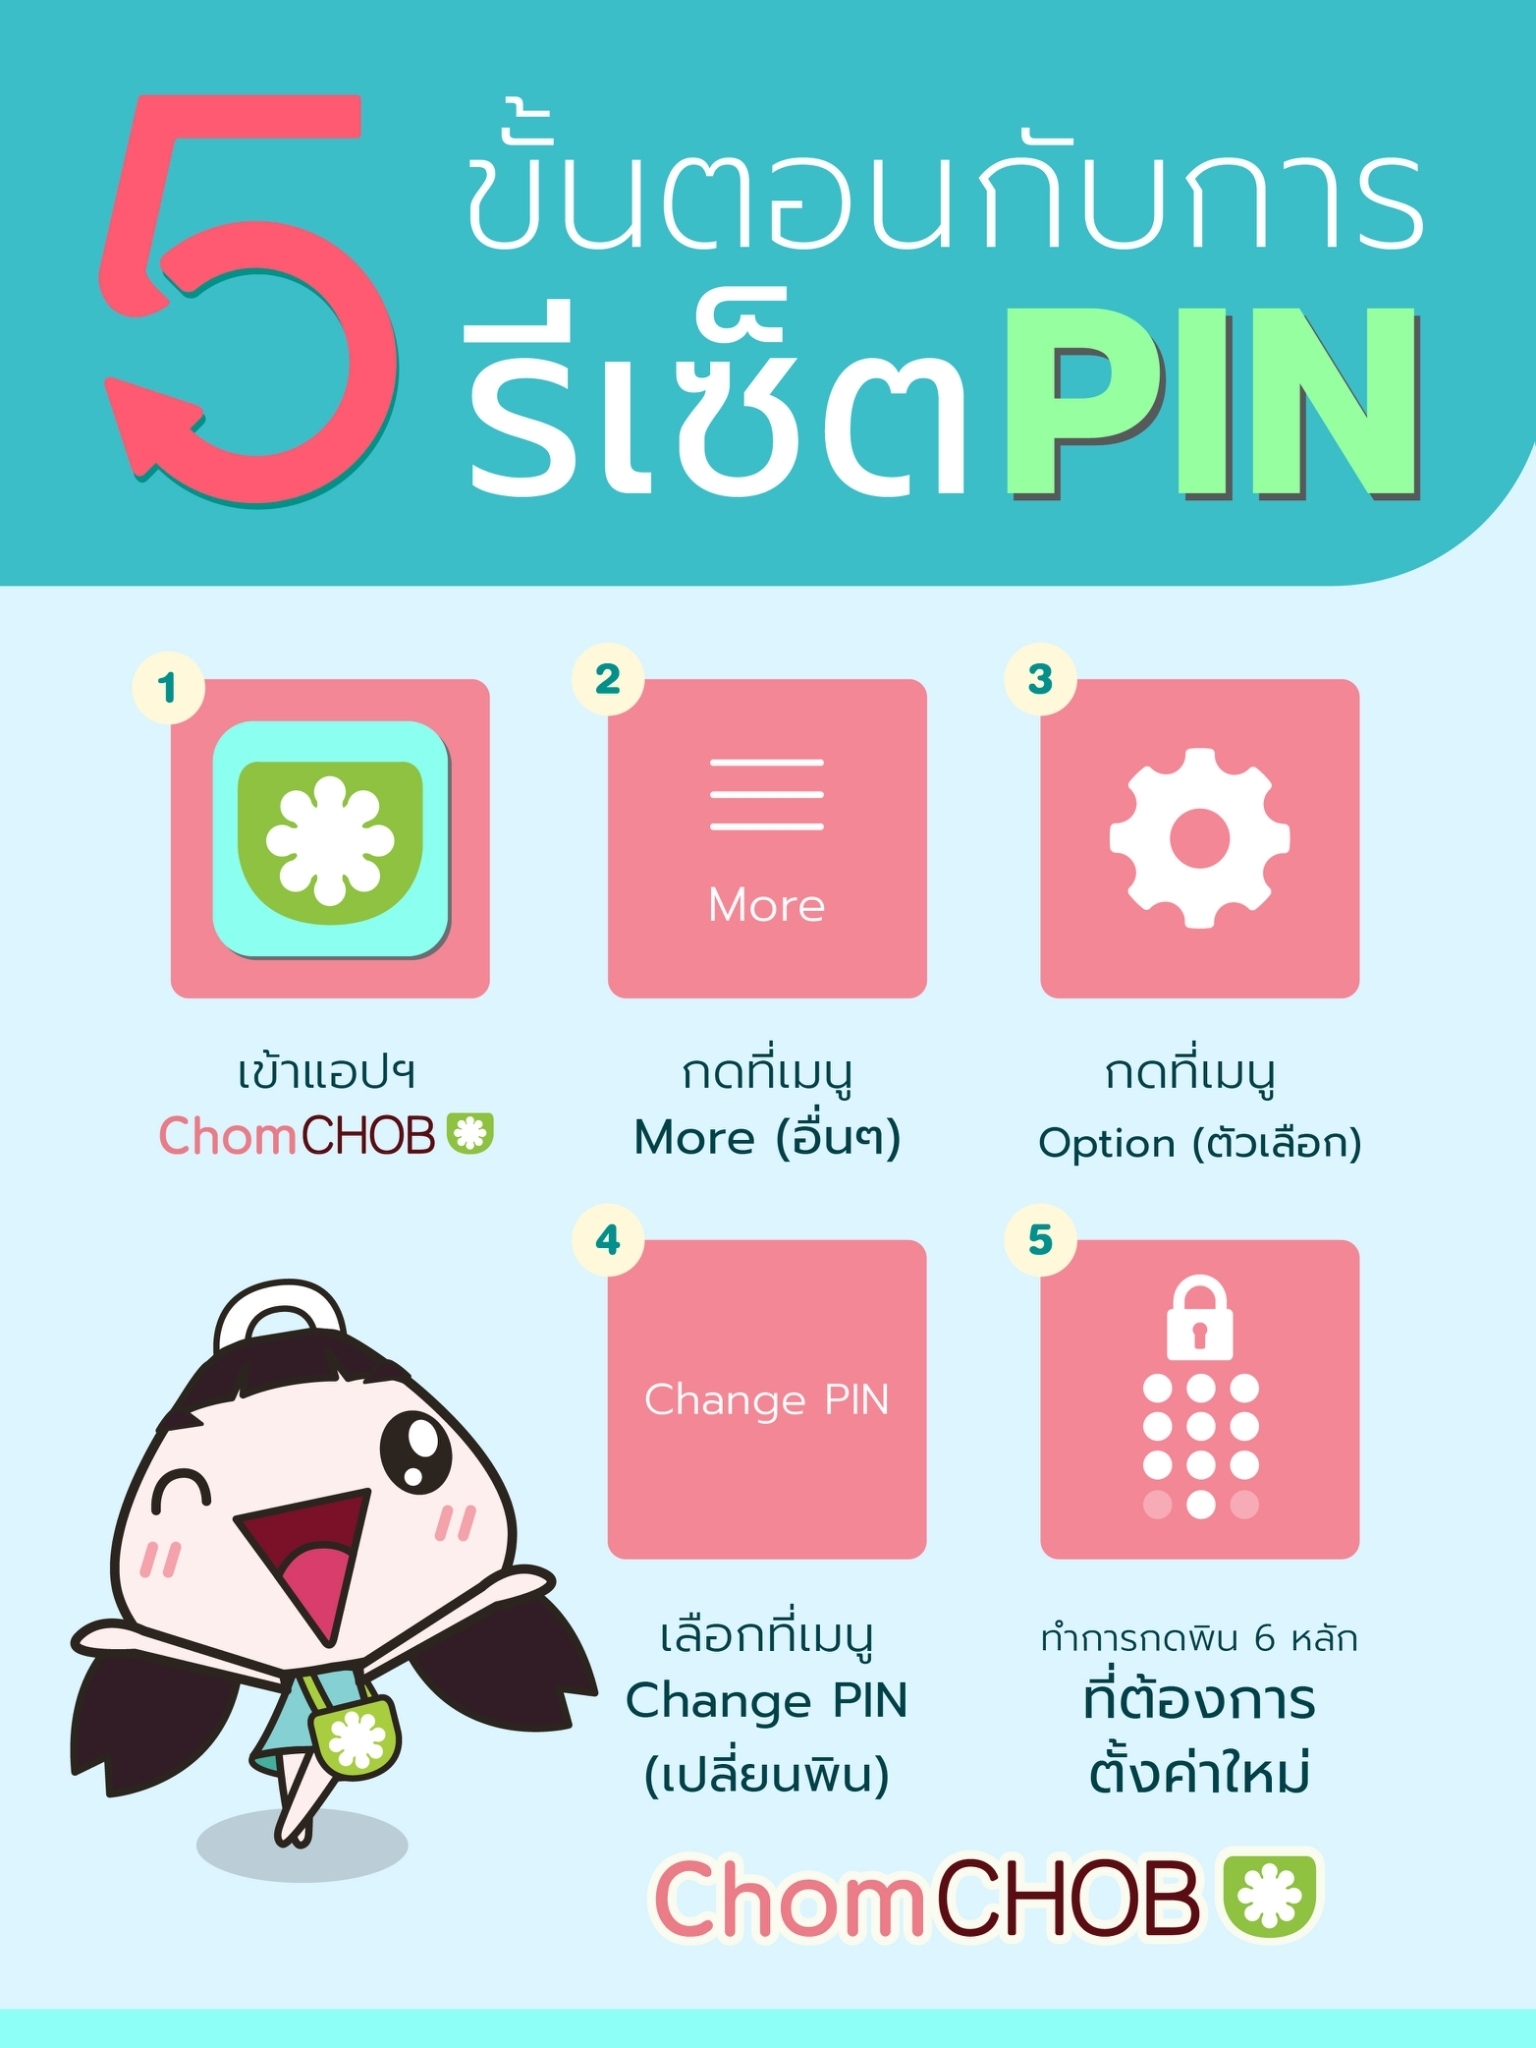 5
ขั้นตอนกับการ
รีเซ็ต PIN
1
เข้าแอปฯ
ChomCHOB
2
More
กดที่เมนู
More (อื่นๆ)
3
กดที่เมนู
Option (ตัวเลือก)
4
Change PIN
เลือกที่เมนู
Change PIN
(เปลี่ยนพิน)
5
ทำการกดพิน 6 หลัก
ที่ต้องการ
ตั้งค่าใหม่
ChomCHOB